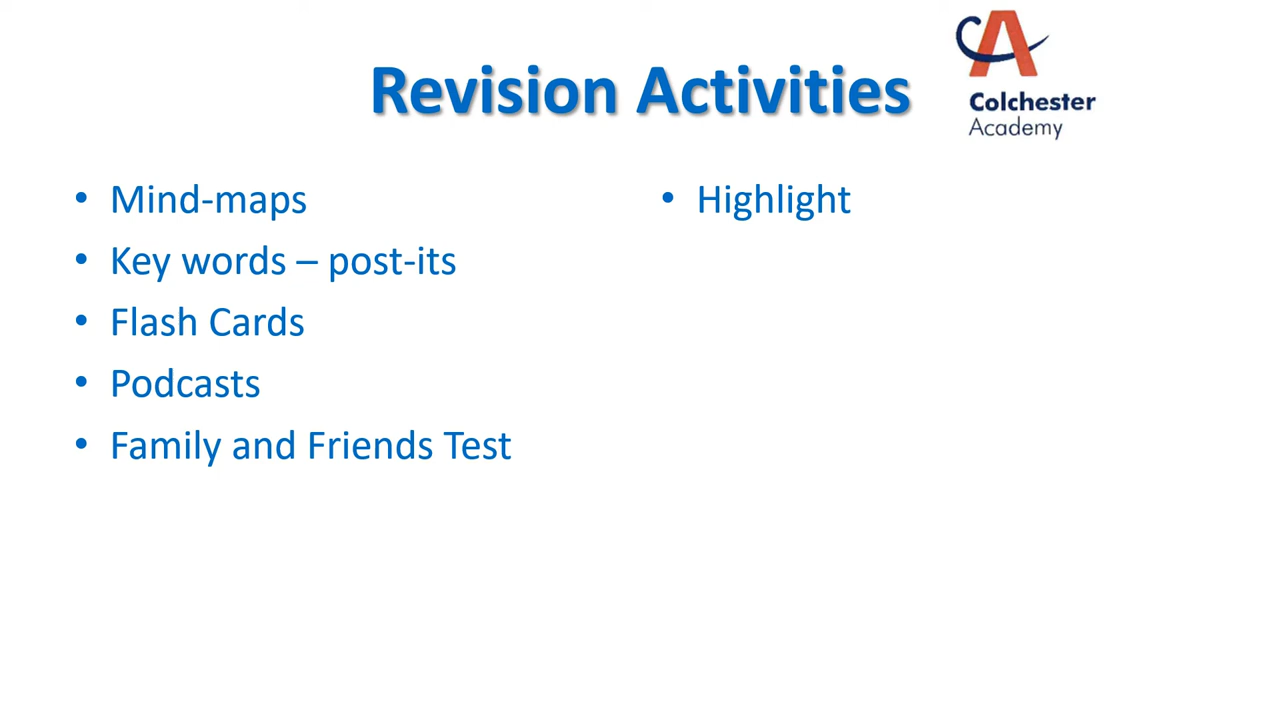 Revision Activities
Colchester
Academy
• Mind-maps
• Key words – post-its
• Flash Cards
• Podcasts
• Family and Friends Test
• Highlight